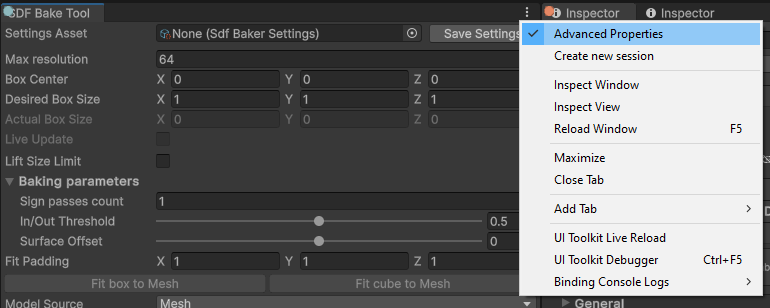 SDF Bake Tool
Inspector
Inspector
Settings Asset None (Sdf Baker Settings) Save Settings
Max resolution 64
Box Center X 0 Y 0 Z 0
Desired Box Size X 1 Y 1 Z 1
Actual Box Size X 0 Y 0 Z 0
Live Update
Lift Size Limit
Baking parameters
Sign passes count 1
In/Out Threshold 0.5
Surface Offset 0
Fit Padding X 1 Y 1 Z 1
Fit box to Mesh Fit cube to Mesh
Model Source Mesh
Advanced Properties
Create new session
Inspect Window
Inspect View
Reload Window F5
Maximize
Close Tab
Add Tab
UI Toolkit Live Reload
UI Toolkit Debugger Ctrl+F5
Binding Console Logs
General